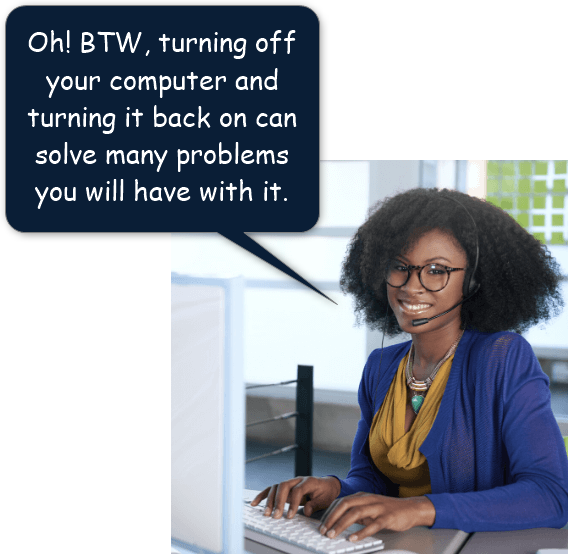 Oh! BTW, turning off
your computer and
turning it back on can
solve many problems
you will have with it.